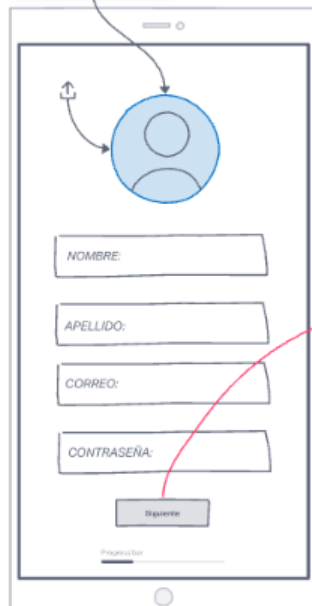 NOMBRE:
APELLIDO:
CORREO:
CONTRASEÑA:
Siguiente
Progress bar